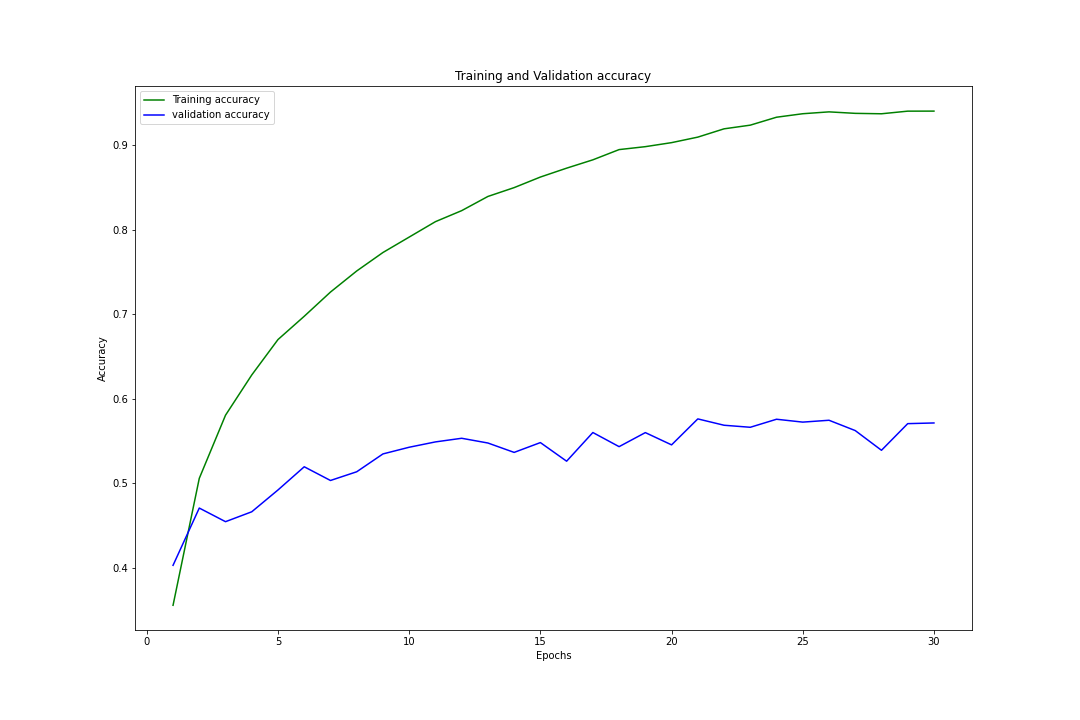 Training and Validation accuracy
Training accuracy
validation accuracy
0.9
0.8
0.7
0.6
0.5
0.4
Accuracy
0 5 10 15 20 25 30
Epochs